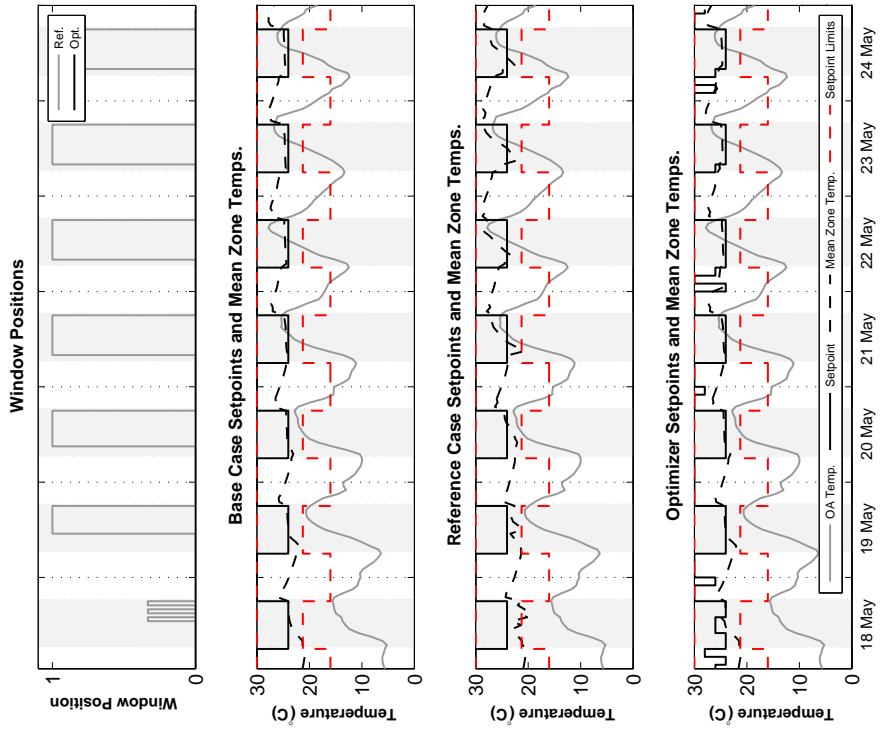 Window Positions
Window Position
1
0
Ref.
Opt.
Base Case Setpoints and Mean Zone Temps.
Temperature (°C)
30
20
10
0
Reference Case Setpoints and Mean Zone Temps.
Temperature (°C)
30
20
10
0
Optimizer Setpoints and Mean Zone Temps.
Temperature (°C)
30
20
10
0
OA Temp.
Setpoint
Mean Zone Temp.
Setpoint Limits
18 May
19 May
20 May
21 May
22 May
23 May
24 May